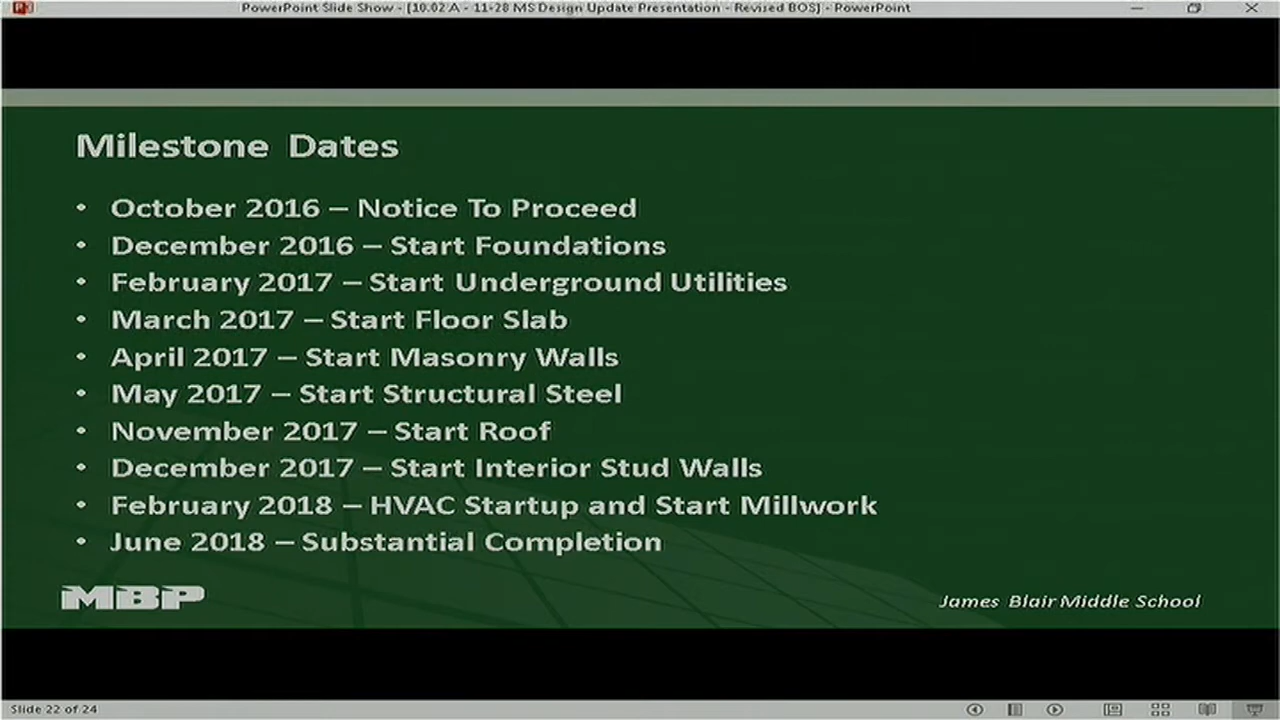 PowerPoint Slide Show - [10.02 A - 11-28 MS Design Update Presentation - Revised BOS] - PowerPoint
Milestone Dates
• October 2016 – Notice To Proceed
• December 2016 – Start Foundations
• February 2017 – Start Underground Utilities
• March 2017 – Start Floor Slab
• April 2017 – Start Masonry Walls
• May 2017 – Start Structural Steel
• November 2017 – Start Roof
• December 2017 – Start Interior Stud Walls
• February 2018 – HVAC Startup and Start Millwork
• June 2018 – Substantial Completion
MBP
James Blair Middle School
Slide 22 of 24